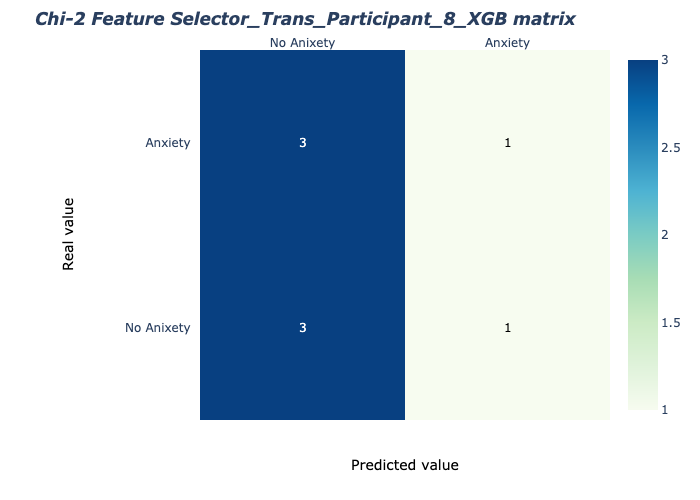 Chi-2 Feature Selector_Trans_Participant_8_XGB matrix
No Anixety
Anxiety
3
Anxiety
3
1
2.5
Real value
2
No Anixety
3
1
1.5
1
Predicted value